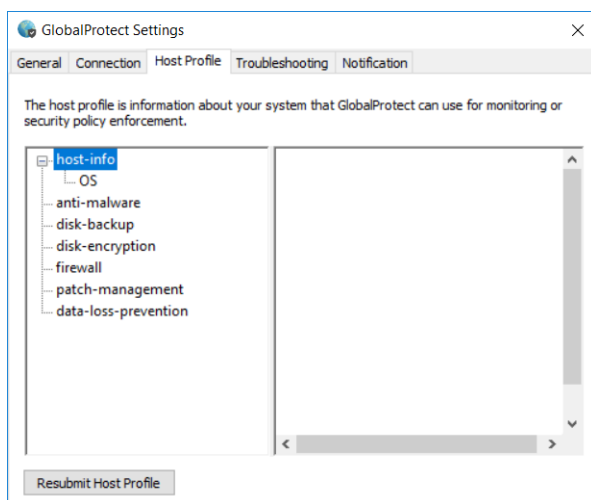 GlobalProtect Settings
General Connection Host Profile Troubleshooting Notification
The host profile is information about your system that GlobalProtect can use for monitoring or
security policy enforcement.
host-info
OS
anti-malware
disk-backup
disk-encryption
firewall
patch-management
data-loss-prevention
Resubmit Host Profile